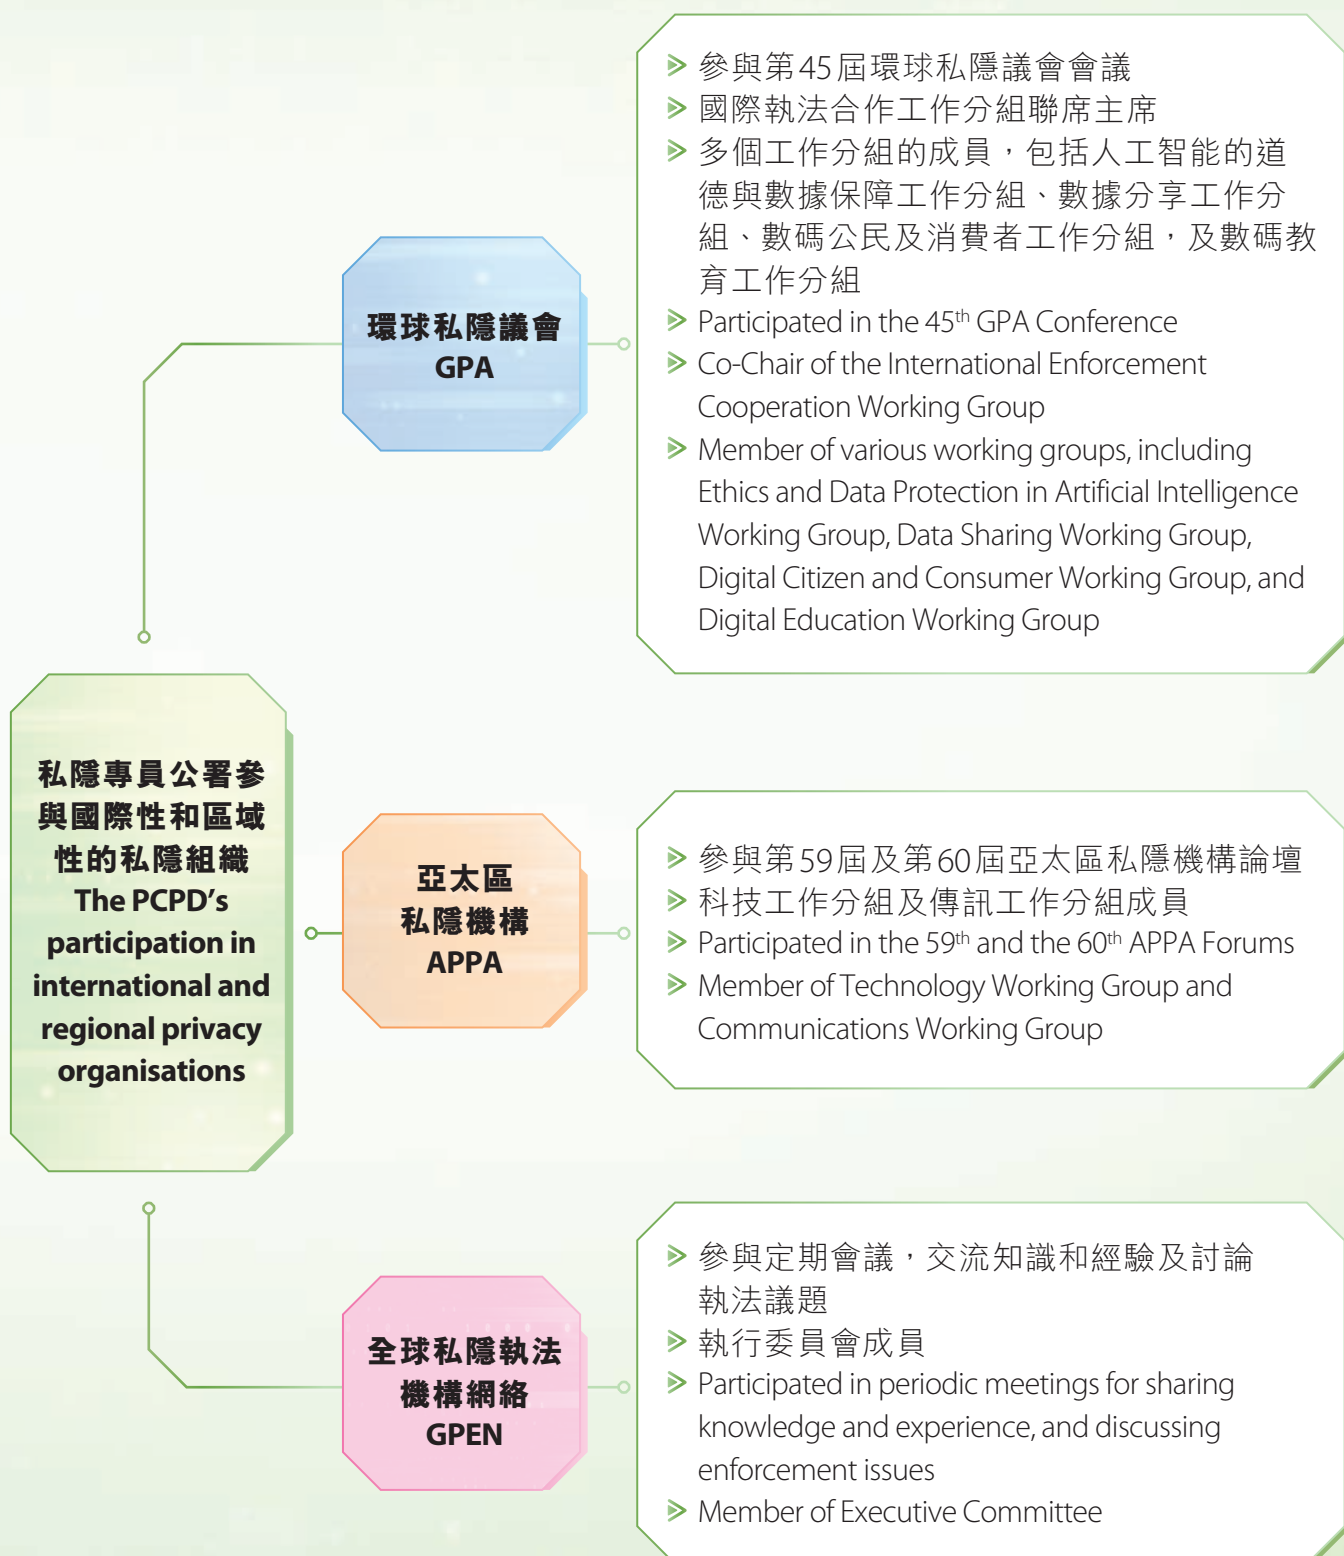 參與第45屆環球私隱議會會議
國際執法合作工作分組聯席主席
多個工作分組的成員，包括人工智能的道
德與數據保障工作分組、數據分享工作分
組、數碼公民及消費者工作分組，及數碼教
育工作分組
Participated in the 45th GPA Conference
Co-Chair of the International Enforcement
Cooperation Working Group
Member of various working groups, including
Ethics and Data Protection in Artificial Intelligence
Working Group, Data Sharing Working Group,
Digital Citizen and Consumer Working Group, and
Digital Education Working Group
環球私隱議會
GPA
私隱專員公署參
與國際性和區域
性的私隱組織
The PCPD's
participation in
international and
regional privacy
organisations
亞太區
私隱機構
APPA
參與第59屆及第60屆亞太區私隱機構論壇
科技工作分組及傳訊工作分組成員
Participated in the 59th and the 60th APPA Forums
Member of Technology Working Group and
Communications Working Group
全球私隱執法
機構網絡
GPEN
參與定期會議，交流知識和經驗及討論
執法議題
執行委員會成員
Participated in periodic meetings for sharing
knowledge and experience, and discussing
enforcement issues
Member of Executive Committee